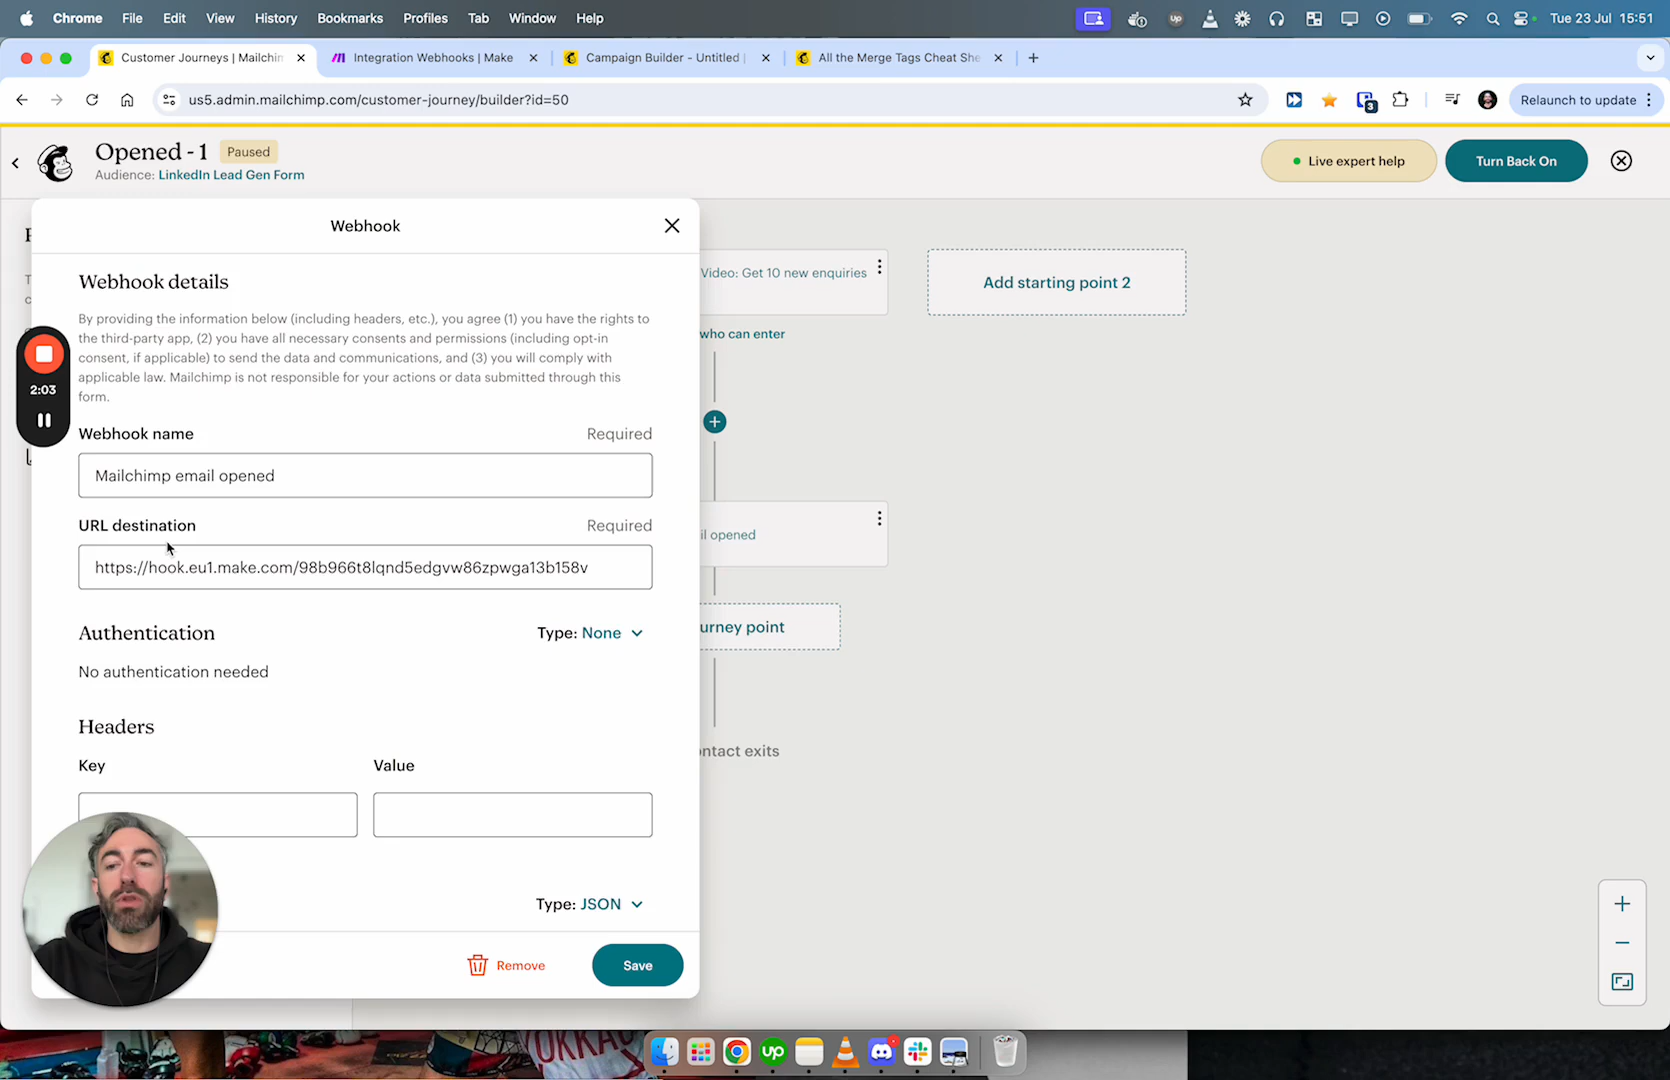 Chrome File Edit View History Bookmarks Profiles Tab Window Help
UP
Tue 23 Jul 15:51
Customer Journeys | Mailchim
Integration Webhooks | Make
Campaign Builder - Untitled |
All the Merge Tags Cheat She
us5.admin.mailchimp.com/customer-journey/builder?id=50
3
Relaunch to update
Opened - 1 Paused
Audience: LinkedIn Lead Gen Form
Live expert help
Turn Back On
Webhook
Webhook details
By providing the information below (including headers, etc.), you agree (1) you have the rights to
the third-party app, (2) you have all necessary consents and permissions (including opt-in
consent, if applicable) to send the data and communications, and (3) you will comply with
applicable law. Mailchimp is not responsible for your actions or data submitted through this
form.
2:03
Webhook name Required
Mailchimp email opened
URL destination Required
https://hook.eu1.make.com/98b966t8lqnd5edgvw86zpwga13b158v
Authentication Type: None
No authentication needed
Headers
Key Value
Type: JSON
Remove
Save
Video: Get 10 new enquiries
who can enter
il opened
urney point
ntact exits
Add starting point 2
up